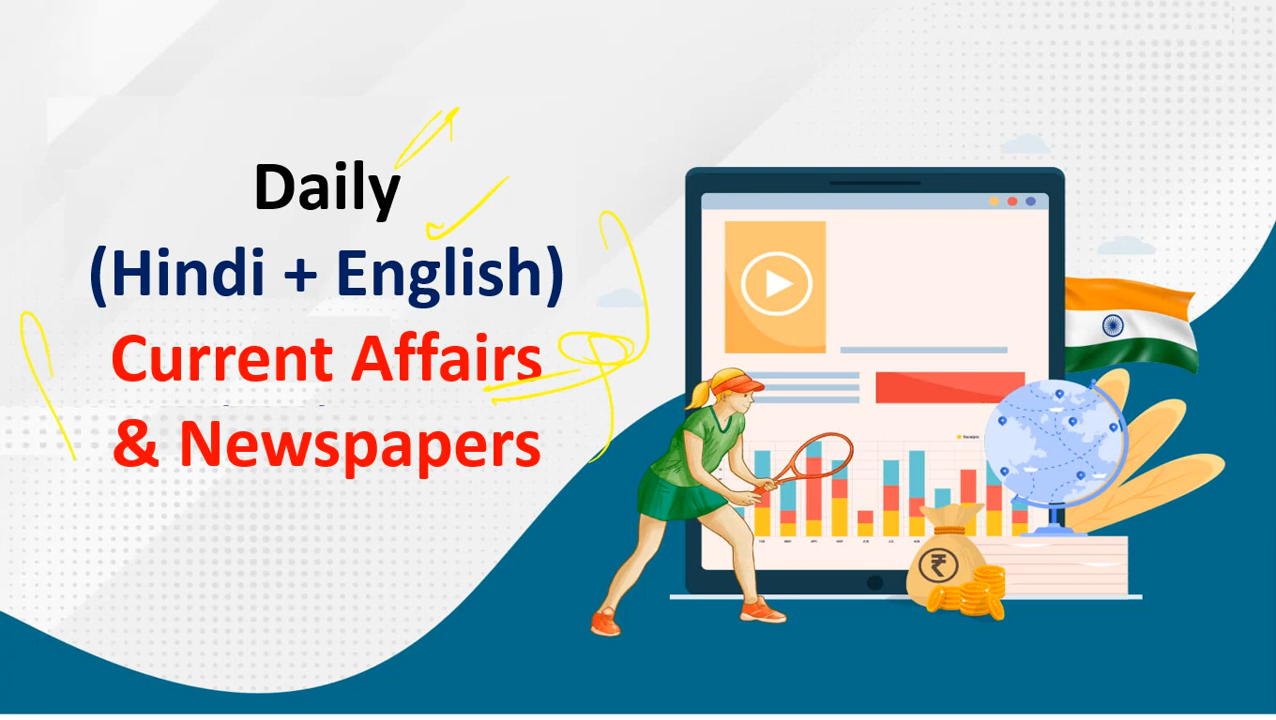 Daily
(Hindi + English)
Current Affairs
& Newspapers
₹